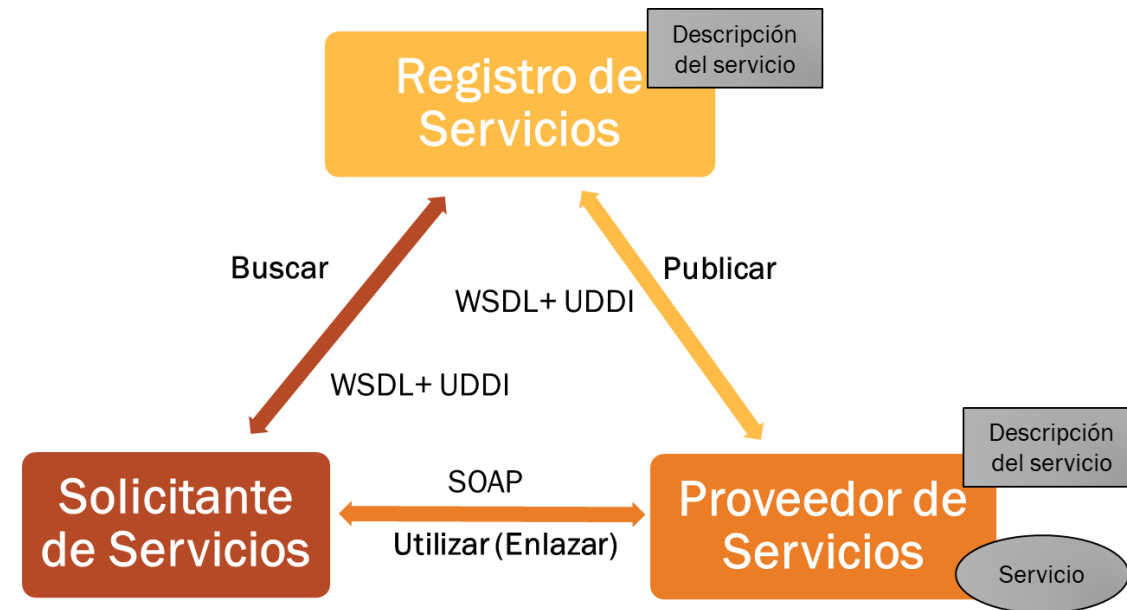 Descripción
del servicio
Registro de
Servicios
Buscar
Publicar
WSDL+ UDDI
WSDL+ UDDI
Descripción
del servicio
Solicitante
de Servicios
SOAP
Utilizar (Enlazar)
Proveedor de
Servicios
Servicio